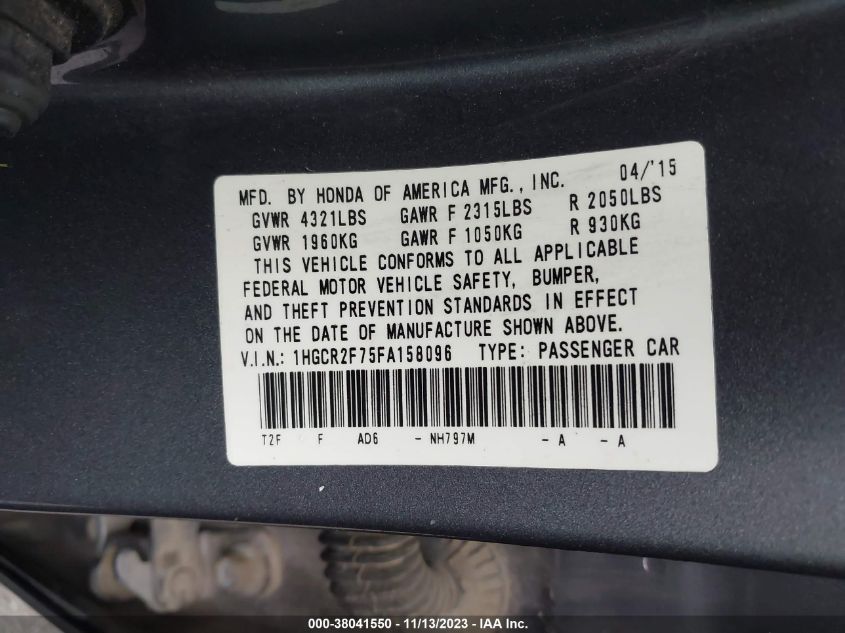 MFD. BY HONDA OF AMERICA MFG., INC. 04/'15
GVWR 4321LBS GAWR F 2315LBS R 2050LBS
GVWR 1960KG GAWR F 1050KG R 930KG
THIS VEHICLE CONFORMS TO ALL APPLICABLE
FEDERAL MOTOR VEHICLE SAFETY, BUMPER,
AND THEFT PREVENTION STANDARDS IN EFFECT
ON THE DATE OF MANUFACTURE SHOWN ABOVE.
V.I.N.: 1HGCR2F75FA158096 TYPE: PASSENGER CAR
T2F F AD6 - NH797M - A - A
000-38041550 - 11/13/2023 - IAA Inc.